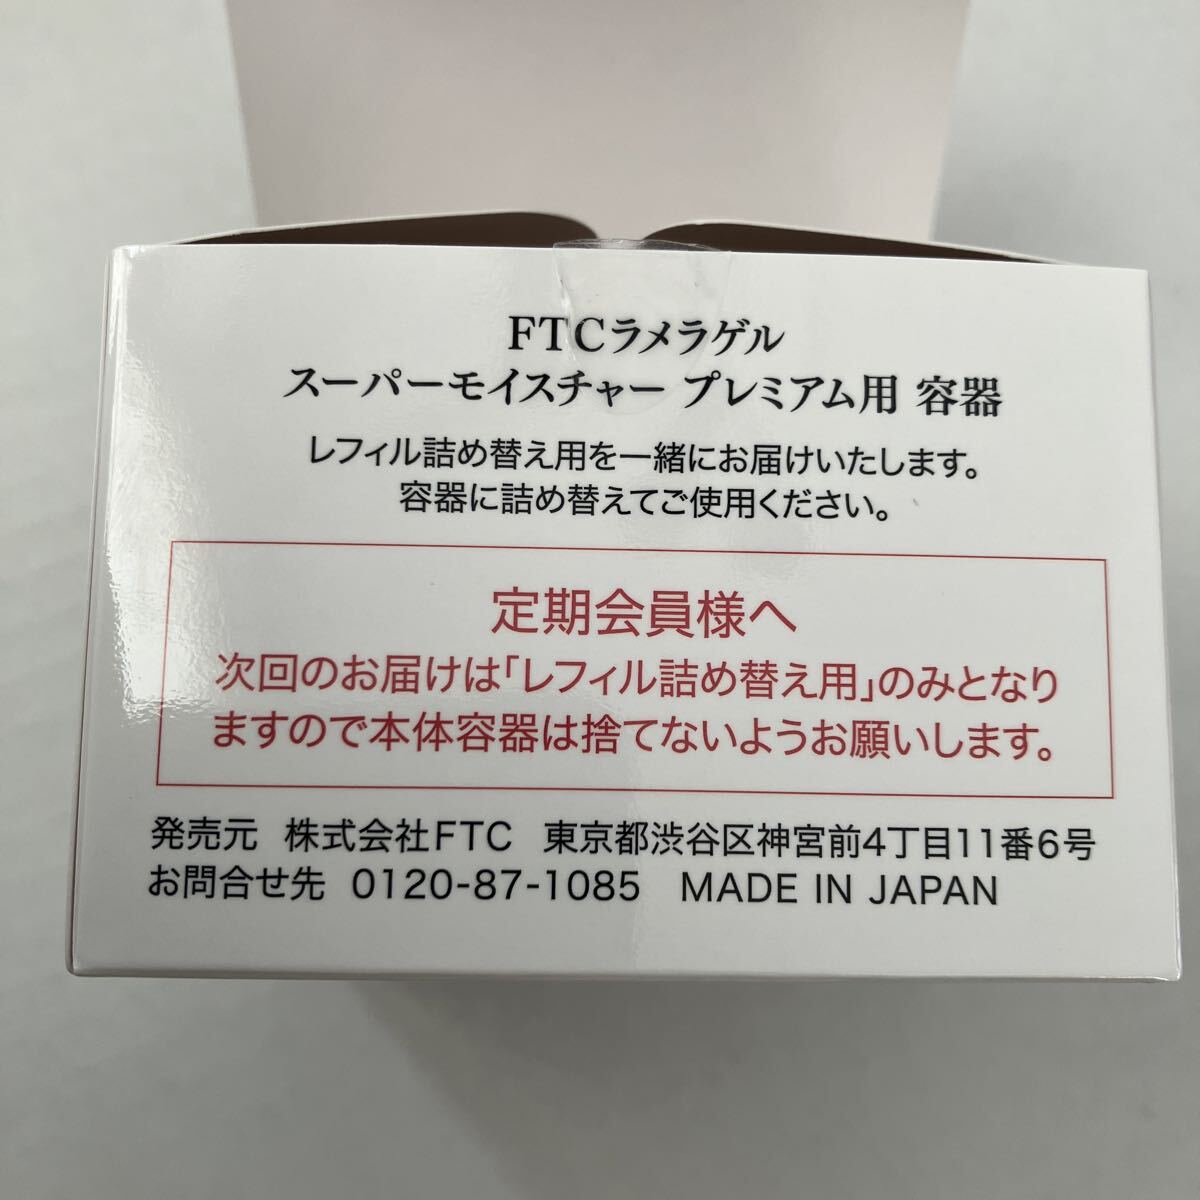 FTCラメラゲル
スーパーモイスチャー プレミアム用 容器
レフィル詰め替え用を一緒にお届けいたします。
容器に詰め替えてご使用ください。
定期会員様へ
次回のお届けは「レフィル詰め替え用」のみとなり
ますので本体容器は捨てないようお願いします。
発売元 株式会社FTC 東京都渋谷区神宮前4丁目11番6号
お問合せ先 0120-87-1085 MADE IN JAPAN